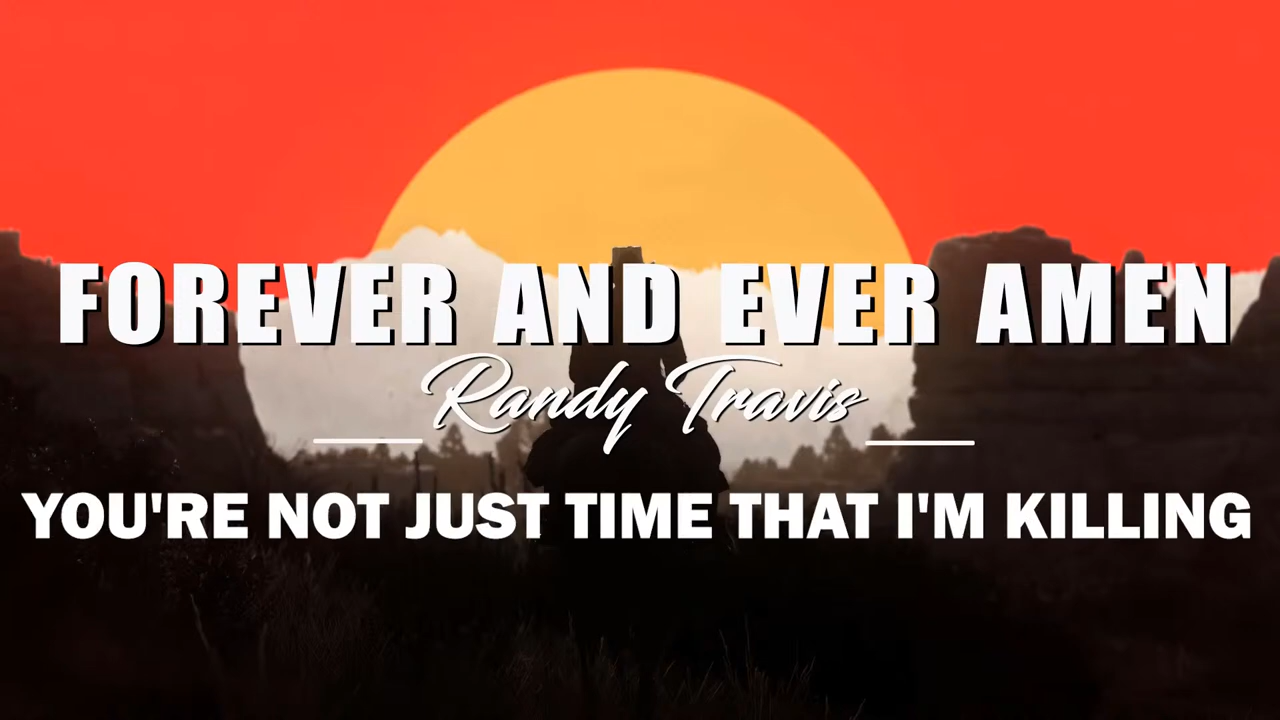 FOREVER AND EVER AMEN
Randy Travis
YOU'RE NOT JUST TIME THAT I'M KILLING